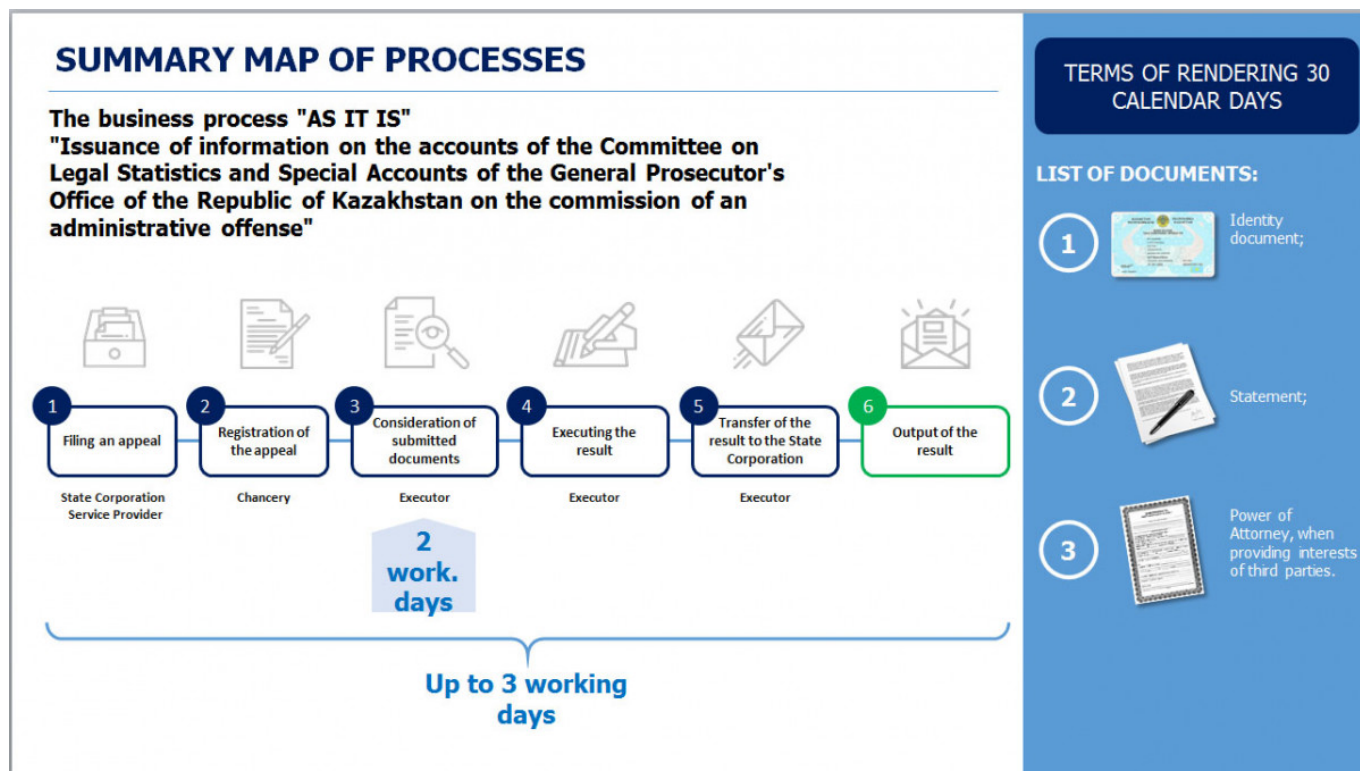 SUMMARY MAP OF PROCESSES
The business process "AS IT IS"
"Issuance of information on the accounts of the Committee on
Legal Statistics and Special Accounts of the General Prosecutor's
Office of the Republic of Kazakhstan on the commission of an
administrative offense"
1
Filing an appeal
State Corporation
Service Provider
2
Registration of
the appeal
Chancery
3
Consideration of
submitted
documents
Executor
2
work.
days
4
Executing the
result
Executor
5
Transfer of the
result to the State
Corporation
Executor
6
Output of the
result
Up to 3 working
days
TERMS OF RENDERING 30
CALENDAR DAYS
LIST OF DOCUMENTS:
1
Identity
document;
2
Statement;
3
Power of
Attorney, when
providing interests
of third parties.